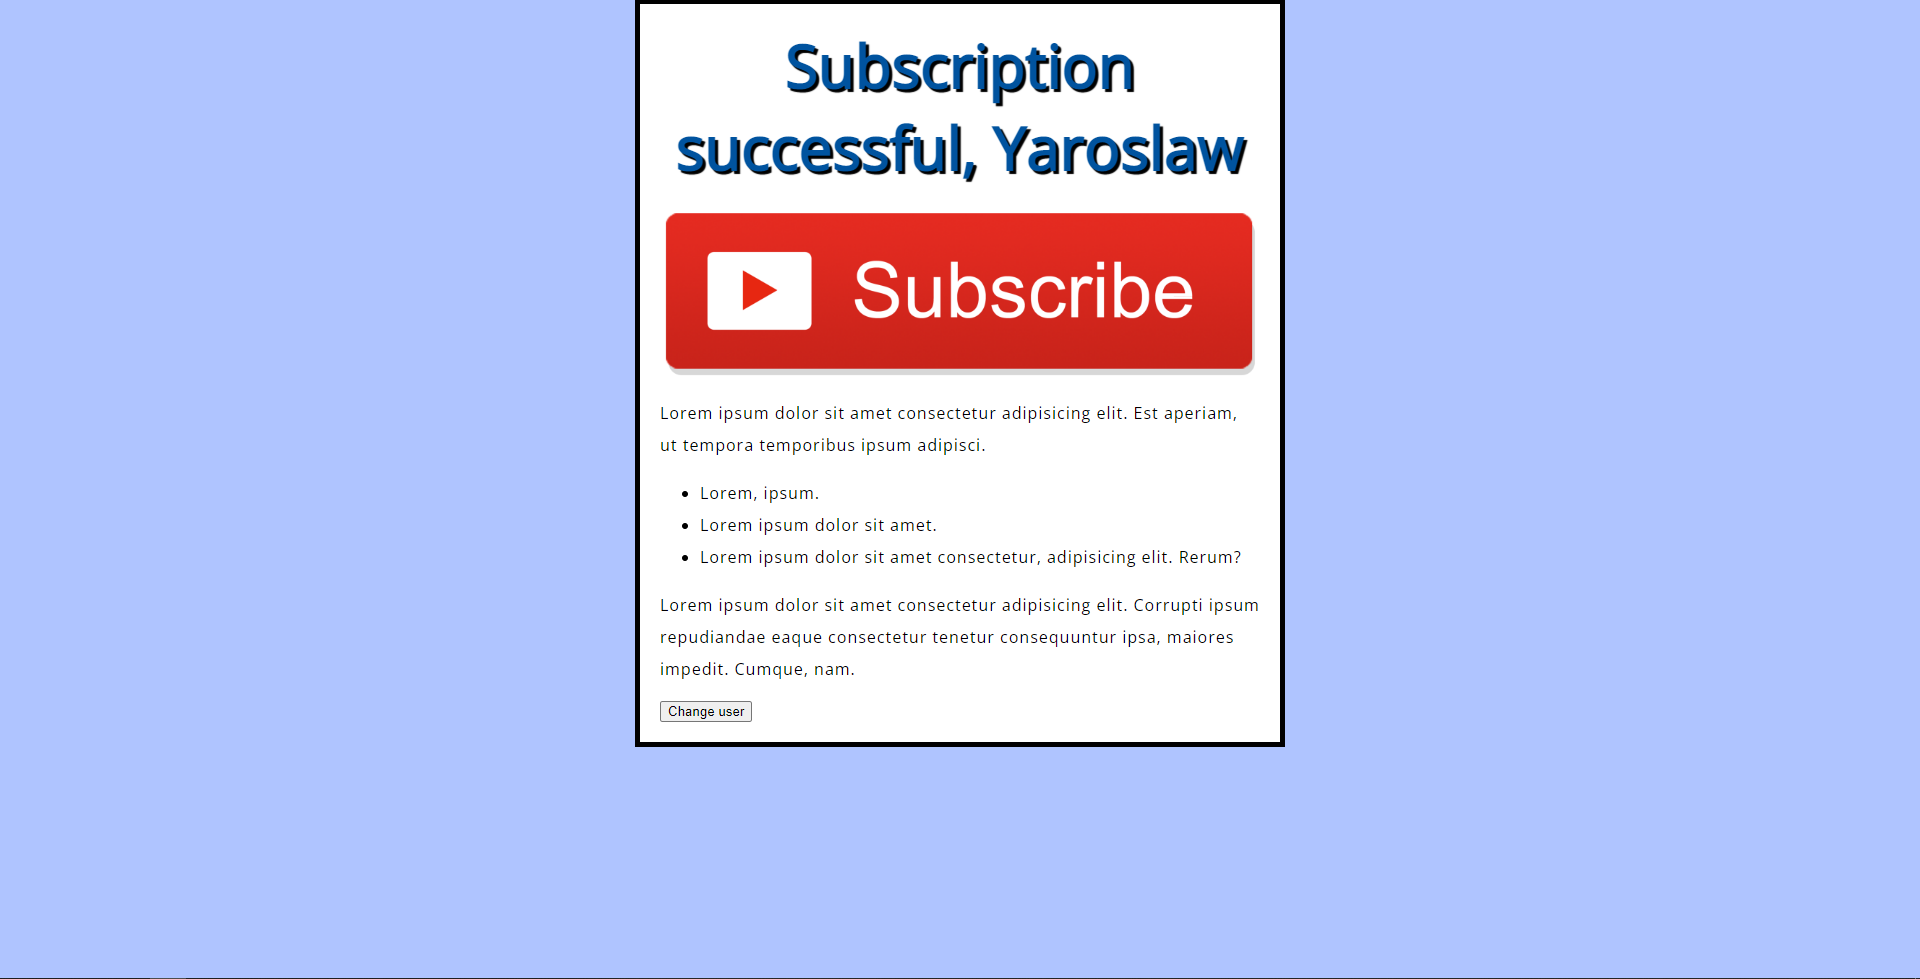 Subscription
successful, Yaroslaw
Subscribe
Lorem ipsum dolor sit amet consectetur adipisicing elit. Est aperiam,
ut tempora temporibus ipsum adipisci.
Lorem, ipsum.
Lorem ipsum dolor sit amet.
Lorem ipsum dolor sit amet consectetur, adipisicing elit. Rerum?
Lorem ipsum dolor sit amet consectetur adipisicing elit. Corrupti ipsum
repudiandae eaque consectetur tenetur consequuntur ipsa, maiores
impedit. Cumque, nam.
Change user